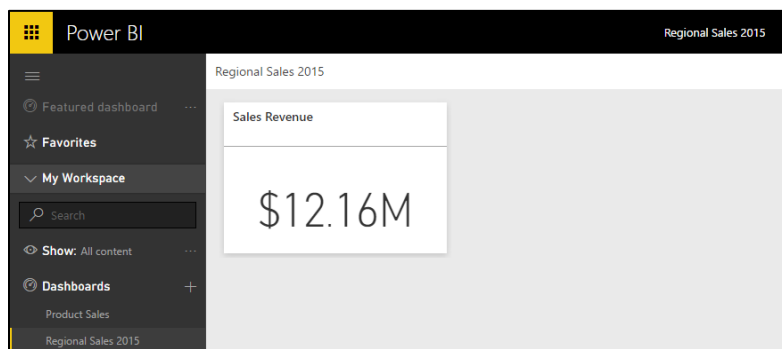 Power BI
Regional Sales 2015
Regional Sales 2015
Featured dashboard ...
Favorites
My Workspace
Search
Show: All content ...
Dashboards +
Product Sales
Regional Sales 2015
Sales Revenue
$12.16M